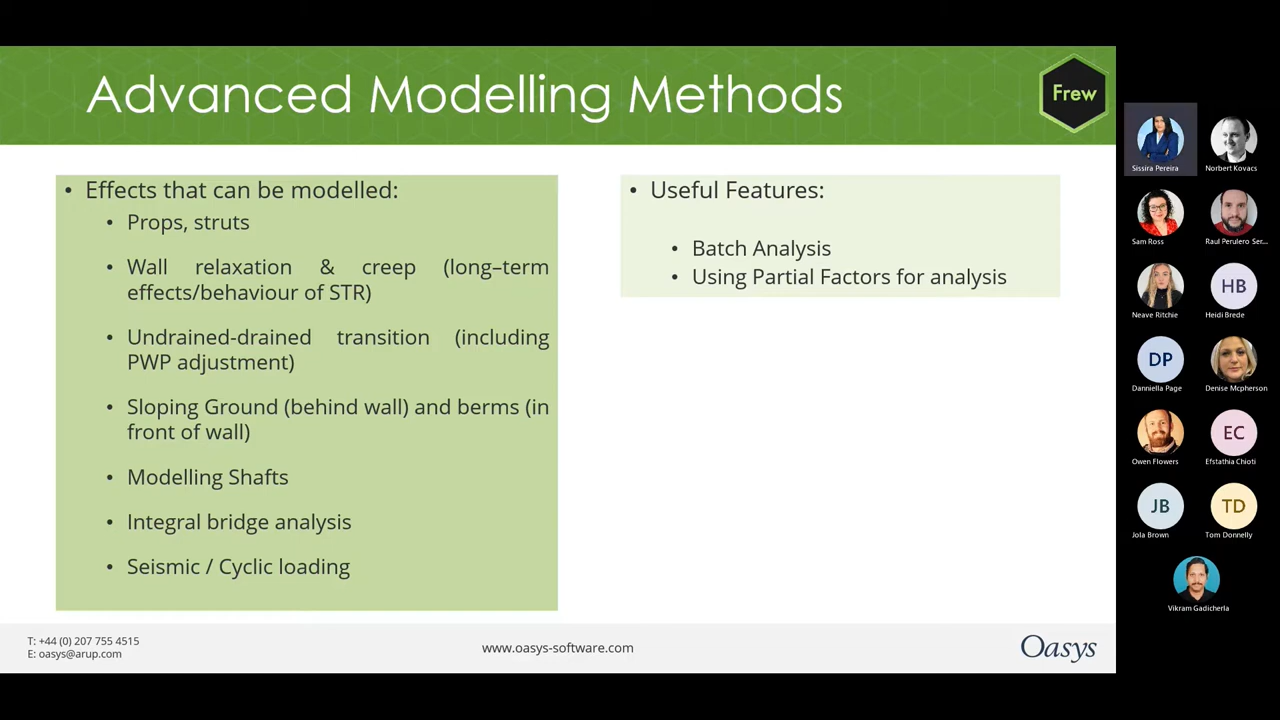 Advanced Modelling Methods
Frew
• Effects that can be modelled:
• Props, struts
• Wall relaxation & creep (long–term
effects/behaviour of STR)
• Undrained-drained transition (including
PWP adjustment)
• Sloping Ground (behind wall) and berms (in
front of wall)
• Modelling Shafts
• Integral bridge analysis
• Seismic / Cyclic loading
• Useful Features:
• Batch Analysis
• Using Partial Factors for analysis
T: +44 (0) 207 755 4515
E: oasys@arup.com
www.oasys-software.com
Oasys
Sissira Pereira
Norbert Kovacs
Sam Ross
Raul Perulero Ser...
Neave Ritchie
HB
Heidi Brede
DP
Danniella Page
Denise Mcpherson
Owen Flowers
EC
Efstathia Chioti
JB
Jola Brown
TD
Tom Donnelly
Vikram Gadicherla